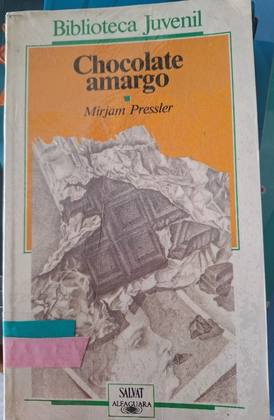 Biblioteca Juvenil
Chocolate
amargo
Mirjam Pressler
SALVAT
ALFAGUARA